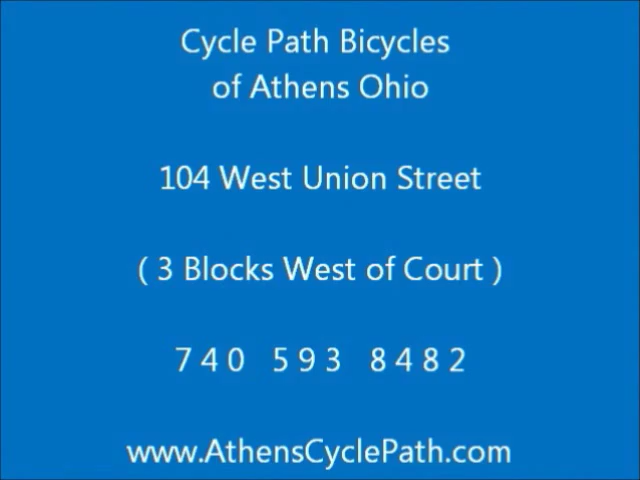 Cycle Path Bicycles
of Athens Ohio
104 West Union Street
( 3 Blocks West of Court )
7 4 0   5 9 3   8 4 8 2
www.AthensCyclePath.com